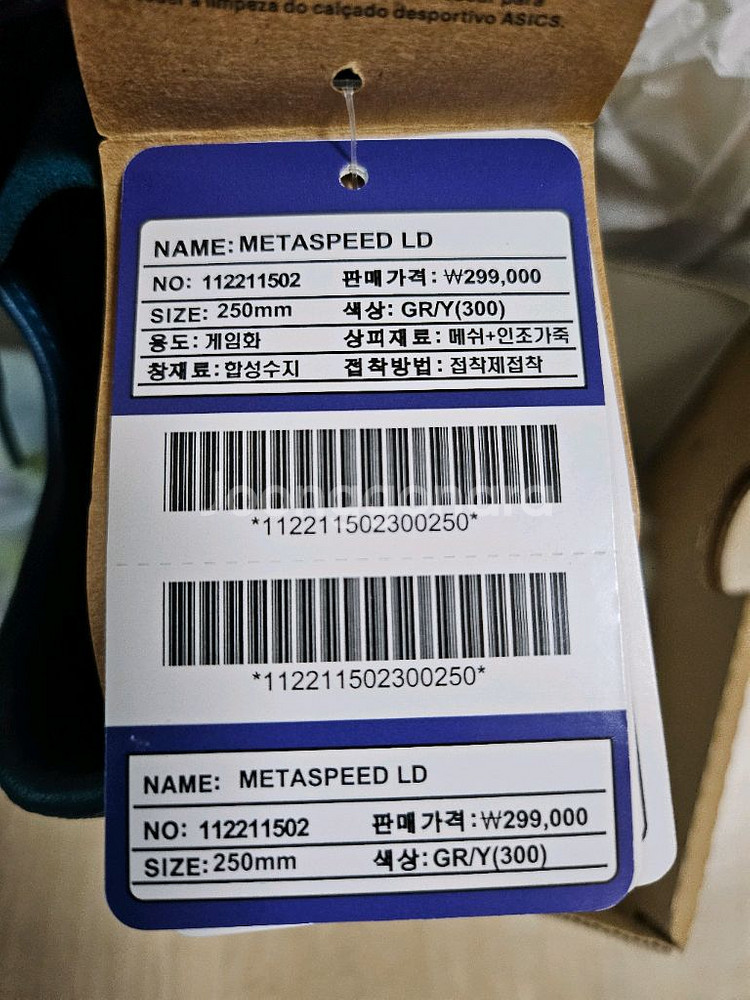 a limpeza do calçado desportivo ASICS.
NAME: METASPEED LD
NO: 112211502 판매가격: ₩299,000
SIZE: 250mm 색상: GR/Y(300)
용도: 게임화 상피재료: 메쉬+인조가죽
창재료: 합성수지 접착방법: 접착제접착
*112211502300250*
*112211502300250*
NAME: METASPEED LD
NO: 112211502 판매가격: ₩299,000
SIZE: 250mm 색상: GR/Y(300)